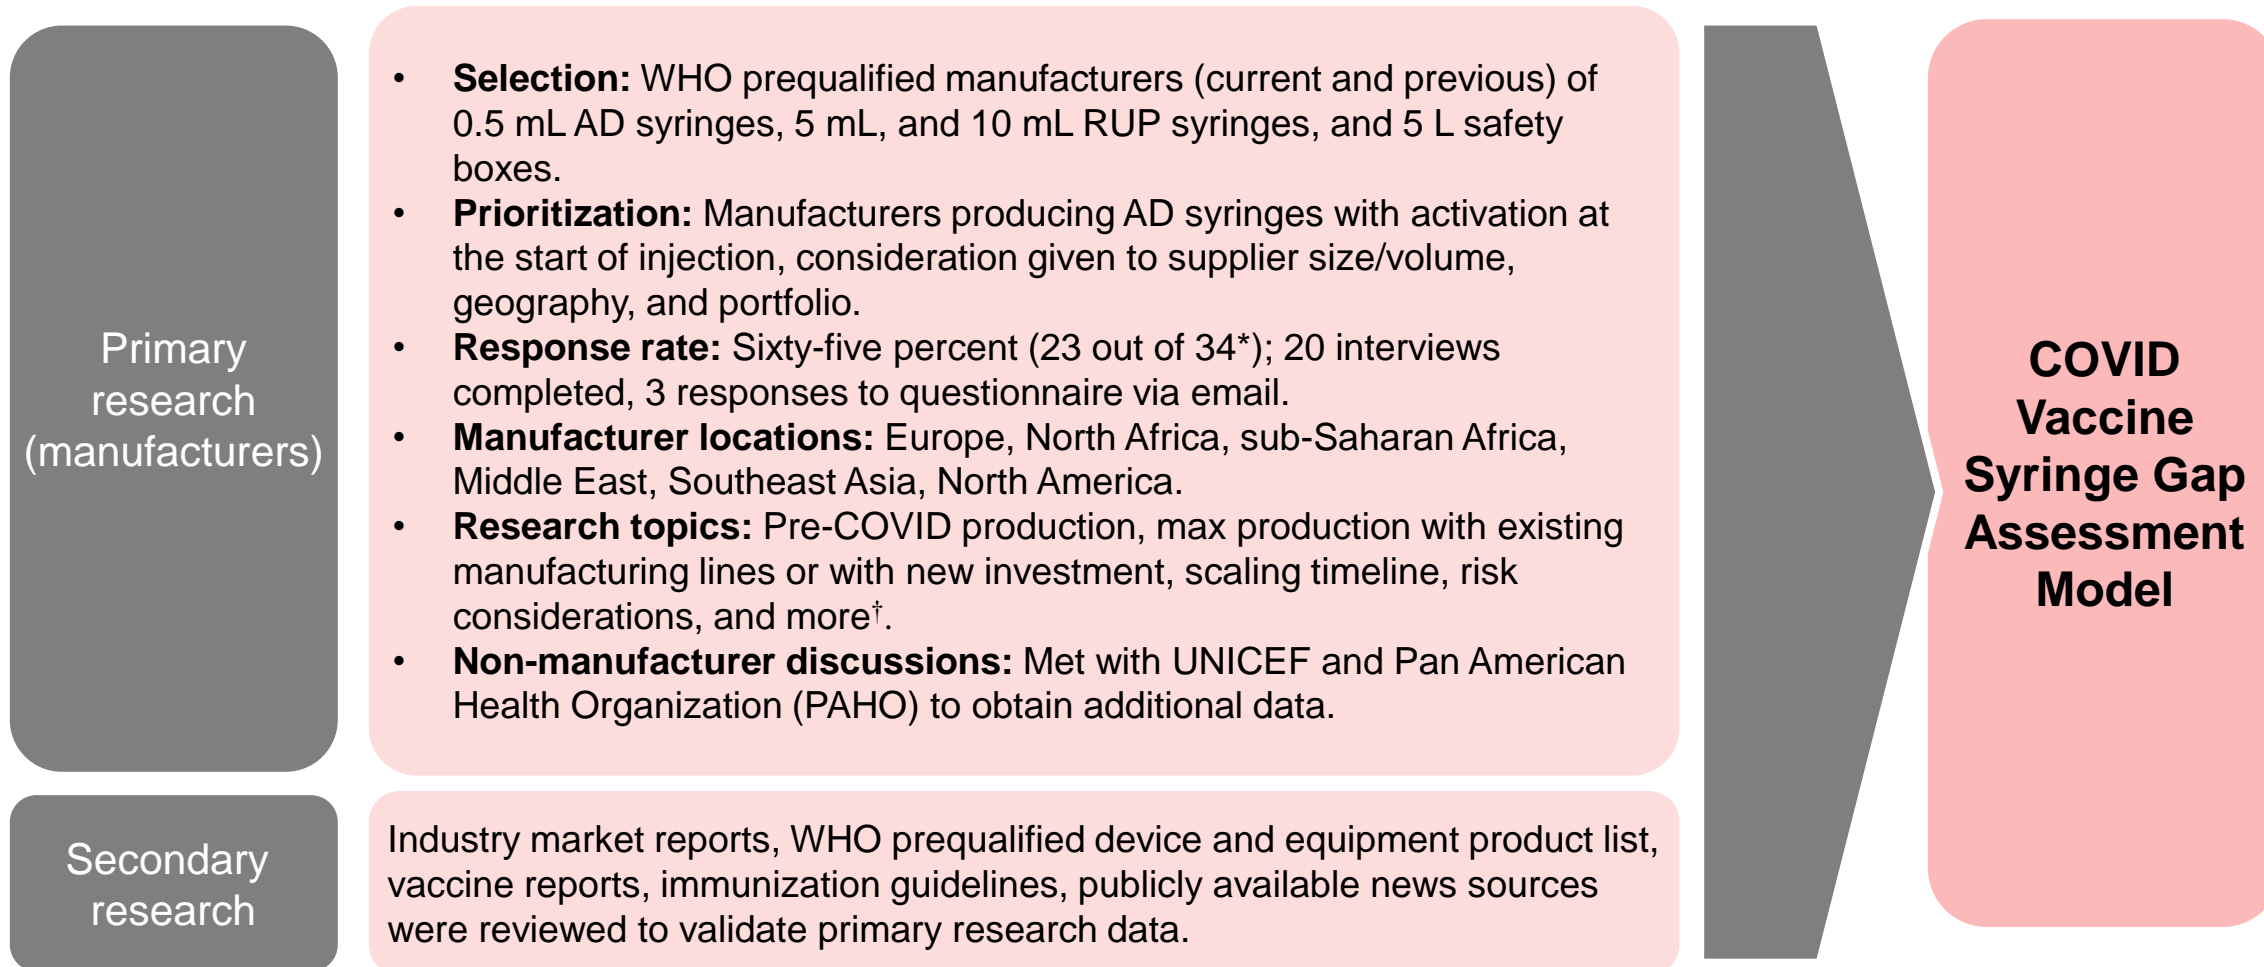 Primary
research
(manufacturers)
• Selection: WHO prequalified manufacturers (current and previous) of
0.5 mL AD syringes, 5 mL, and 10 mL RUP syringes, and 5 L safety
boxes.
• Prioritization: Manufacturers producing AD syringes with activation at
the start of injection, consideration given to supplier size/volume,
geography, and portfolio.
• Response rate: Sixty-five percent (23 out of 34*); 20 interviews
completed, 3 responses to questionnaire via email.
• Manufacturer locations: Europe, North Africa, sub-Saharan Africa,
Middle East, Southeast Asia, North America.
• Research topics: Pre-COVID production, max production with existing
manufacturing lines or with new investment, scaling timeline, risk
considerations, and more†.
• Non-manufacturer discussions: Met with UNICEF and Pan American
Health Organization (PAHO) to obtain additional data.
Secondary
research
Industry market reports, WHO prequalified device and equipment product list,
vaccine reports, immunization guidelines, publicly available news sources
were reviewed to validate primary research data.
COVID
Vaccine
Syringe Gap
Assessment
Model